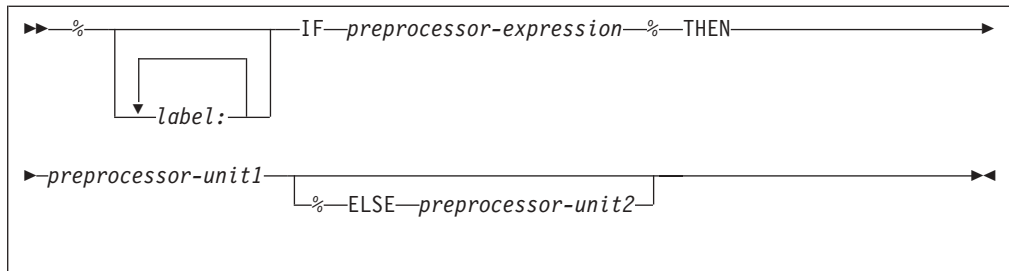 % IF preprocessor-expression % THEN
label:
preprocessor-unit1
% ELSE preprocessor-unit2